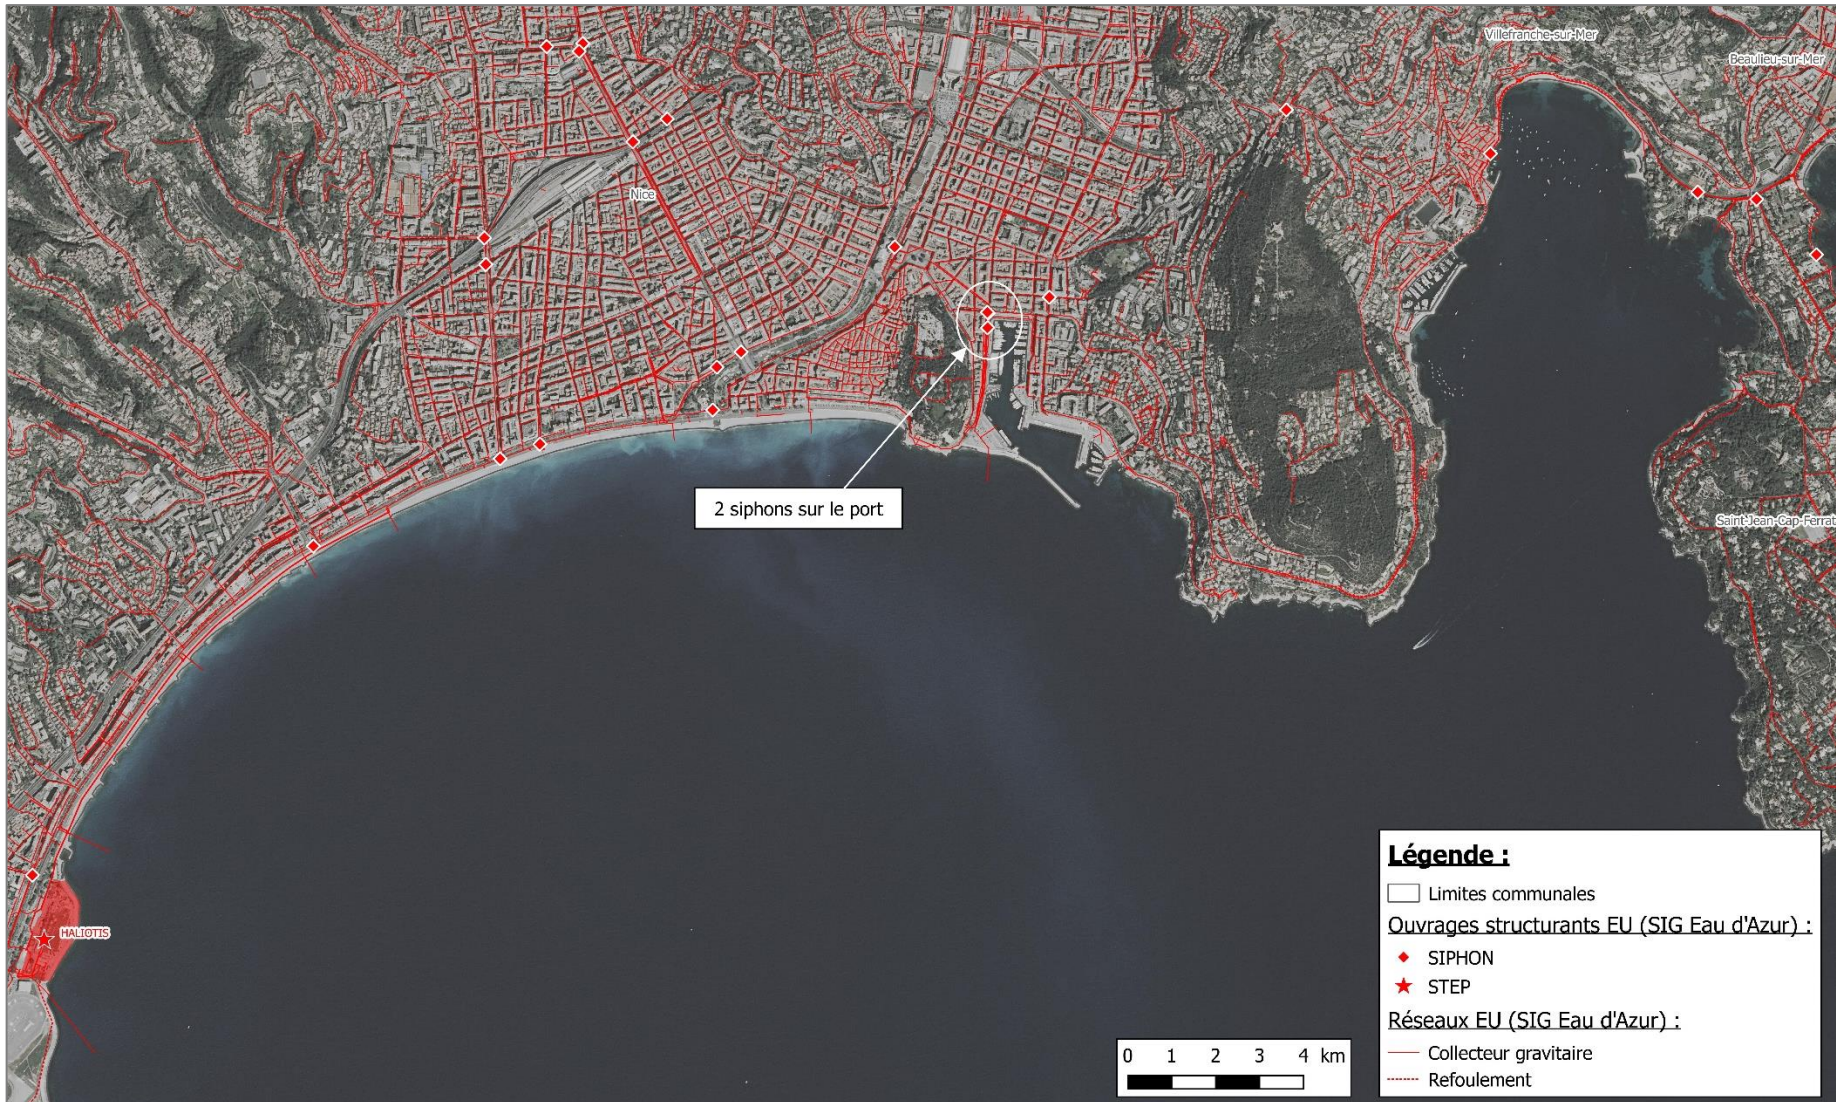 Villefranche-sur-Mer
Beaulieu-sur-Mer
Nice
2 siphons sur le port
Saint-Jean-Cap-Ferrat
HALIOTIS
Légende :
Limites communales
Ouvrages structurants EU (SIG Eau d'Azur) :
SIPHON
STEP
Réseaux EU (SIG Eau d'Azur) :
Collecteur gravitaire
Refoulement
0 1 2 3 4 km